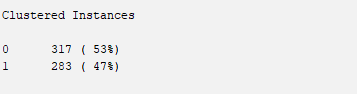 Clustered Instances
0 317 ( 53%)
1 283 ( 47%)